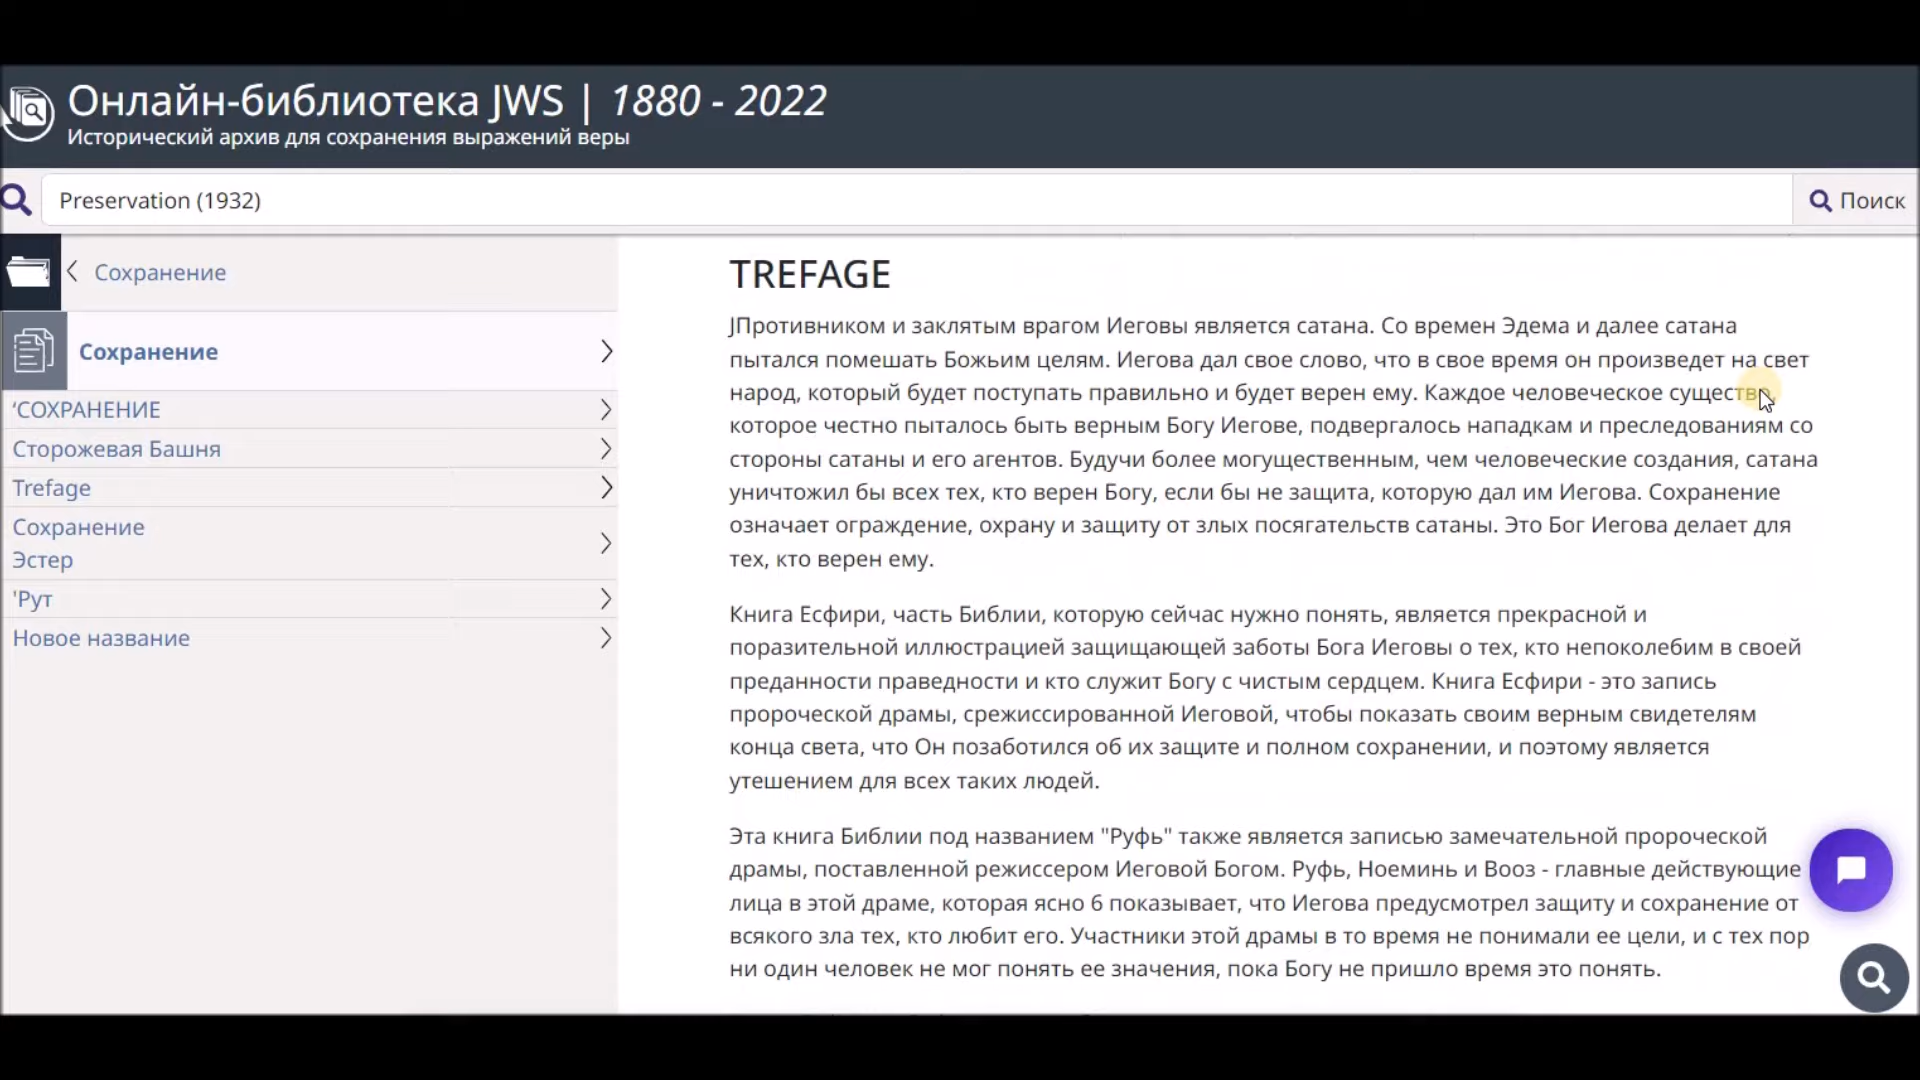 Онлайн-библиотека JWS | 1880 - 2022
Исторический архив для сохранения выражений веры
Preservation (1932)
Поиск
Сохранение
Сохранение
‘СОХРАНЕНИЕ
Сторожевая Башня
Trefage
Сохранение
Эстер
'Рут
Новое название
TREFAGE
JПротивником и заклятым врагом Иеговы является сатана. Со времен Эдема и далее сатана
пытался помешать Божьим целям. Иегова дал свое слово, что в свое время он произведет на свет
народ, который будет поступать правильно и будет верен ему. Каждое человеческое существо,
которое честно пыталось быть верным Богу Иегове, подвергалось нападкам и преследованиям со
стороны сатаны и его агентов. Будучи более могущественным, чем человеческие создания, сатана
уничтожил бы всех тех, кто верен Богу, если бы не защита, которую дал им Иегова. Сохранение
означает ограждение, охрану и защиту от злых посягательств сатаны. Это Бог Иегова делает для
тех, кто верен ему.
Книга Есфири, часть Библии, которую сейчас нужно понять, является прекрасной и
поразительной иллюстрацией защищающей заботы Бога Иеговы о тех, кто непоколебим в своей
преданности праведности и кто служит Богу с чистым сердцем. Книга Есфири - это запись
пророческой драмы, срежиссированной Иеговой, чтобы показать своим верным свидетелям
конца света, что Он позаботился об их защите и полном сохранении, и поэтому является
утешением для всех таких людей.
Эта книга Библии под названием "Руфь" также является записью замечательной пророческой
драмы, поставленной режиссером Иеговой Богом. Руфь, Ноеминь и Вооз - главные действующие
лица в этой драме, которая ясно 6 показывает, что Иегова предусмотрел защиту и сохранение от
всякого зла тех, кто любит его. Участники этой драмы в то время не понимали ее цели, и с тех пор
ни один человек не мог понять ее значения, пока Богу не пришло время это понять.